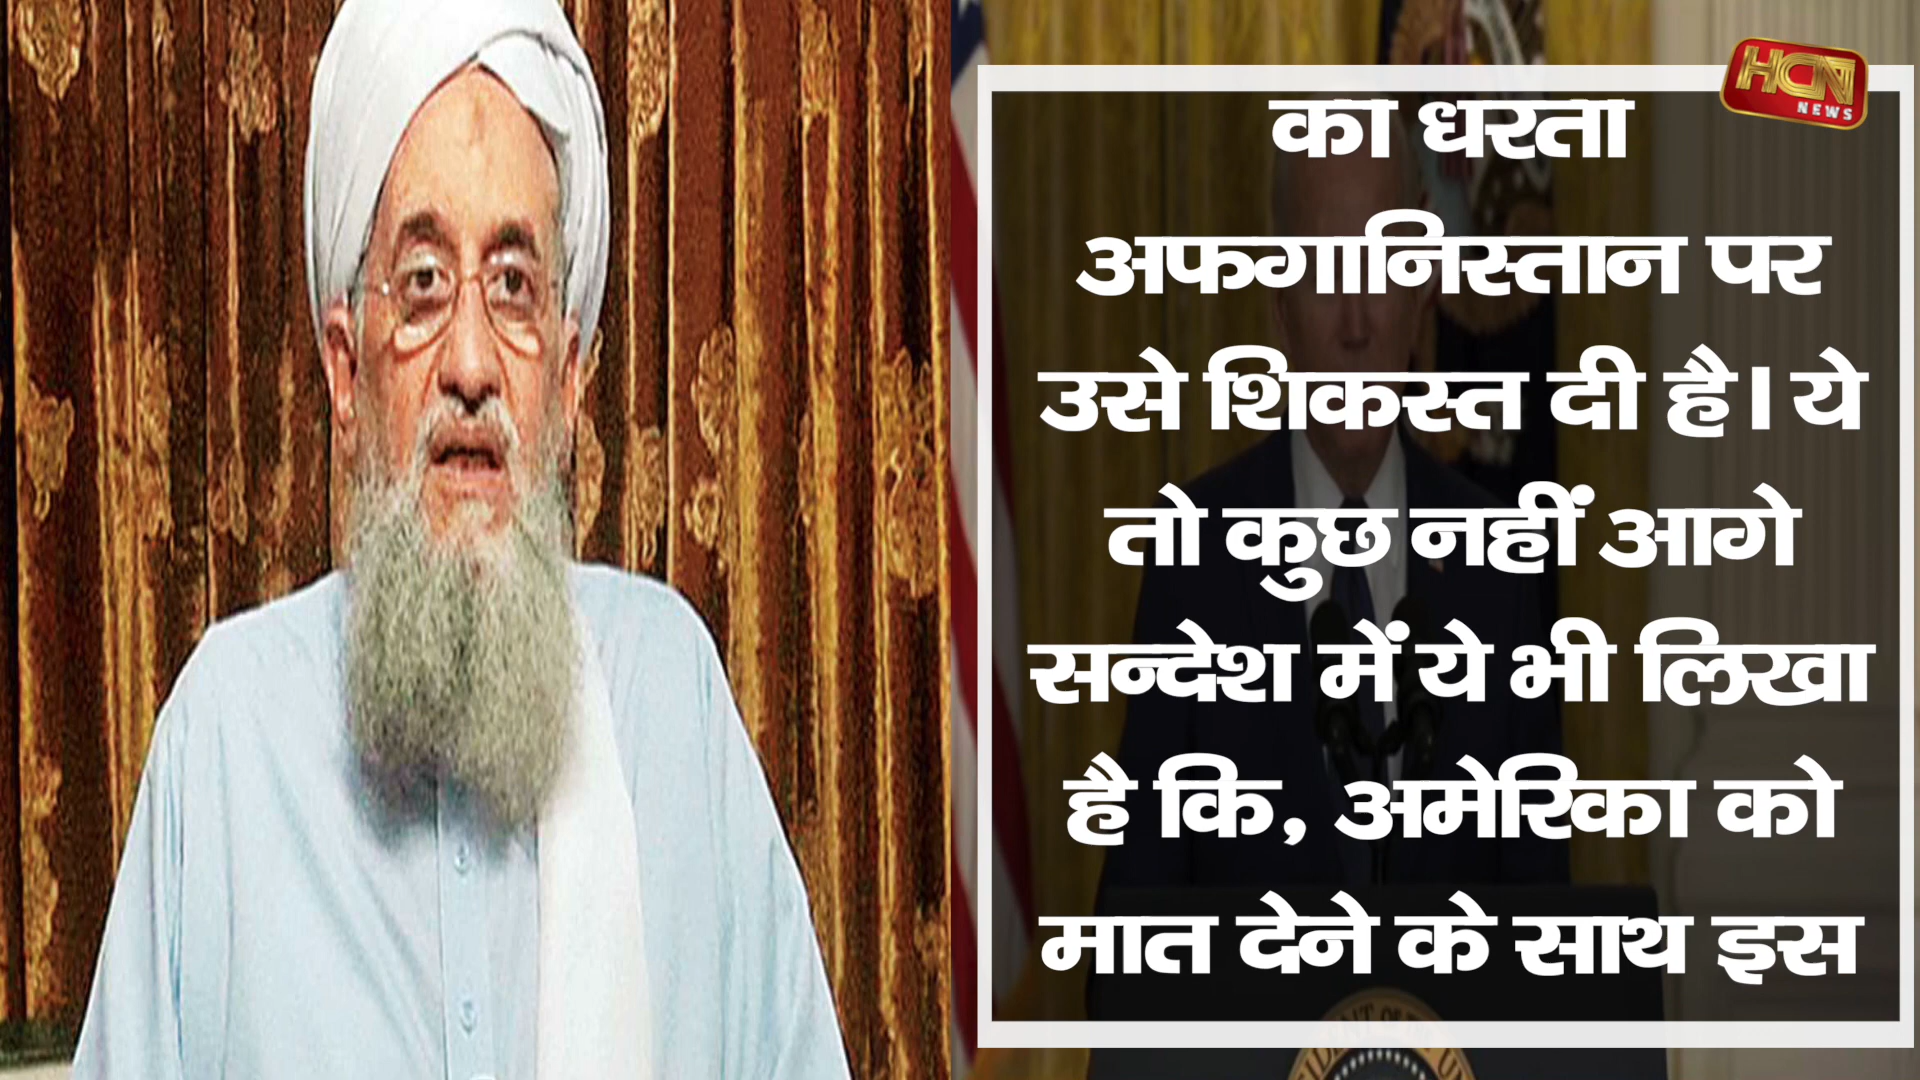 HCN
NEWS
का धरता
अफगानिस्तान पर
उसे शिकस्त दी है। ये
तो कुछ नहीं आगे
सन्देश में ये भी लिखा
है कि, अमेरिका को
मात देने के साथ इस